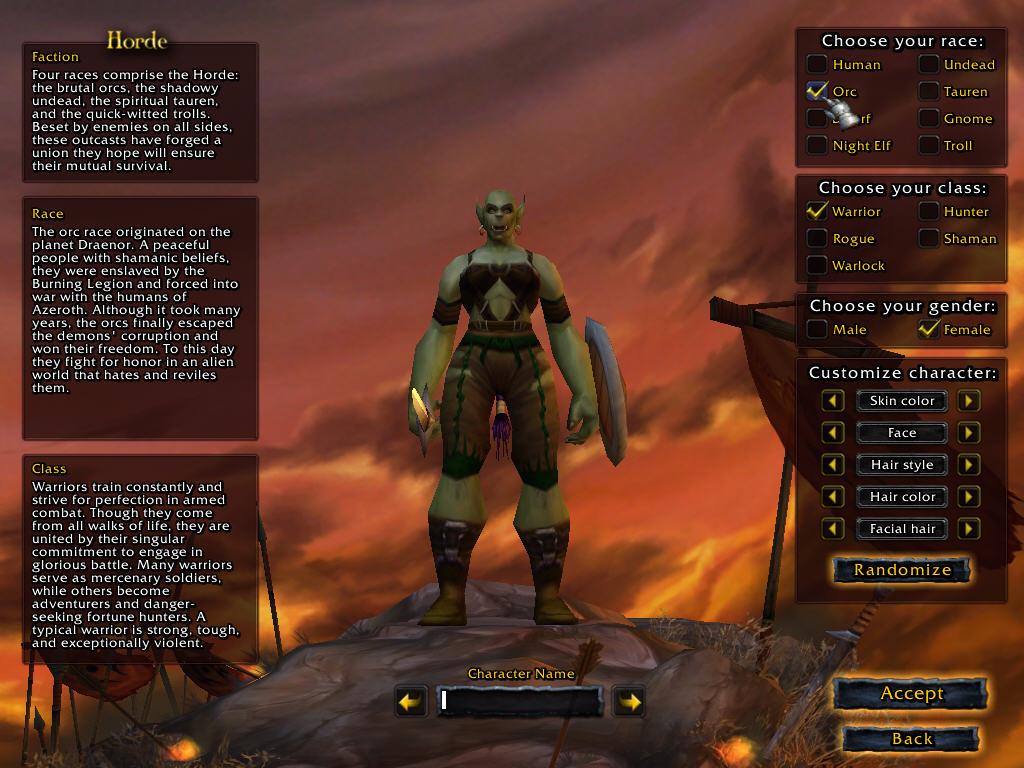 Horde
Faction
Four races comprise the Horde:
the brutal orcs, the shadowy
undead, the spiritual tauren,
and the quick-witted trolls.
Beset by enemies on all sides,
these outcasts have forged a
union they hope will ensure
their mutual survival.
Race
The orc race originated on the
planet Draenor. A peaceful
people with shamanic beliefs,
they were enslaved by the
Burning Legion and forced into
war with the humans of
Azeroth. Although it took many
years, the orcs finally escaped
the demons' corruption and
won their freedom. To this day
they fight for honor in an alien
world that hates and reviles
them.
Class
Warriors train constantly and
strive for perfection in armed
combat. Though they come
from all walks of life, they are
united by their singular
commitment to engage in
glorious battle. Many warriors
serve as mercenary soldiers,
while others become
adventurers and danger-
seeking fortune hunters. A
typical warrior is strong, tough,
and exceptionally violent.
Character Name
Choose your race:
Human Undead
Orc Tauren
Gnome
Night Elf Troll
Choose your class:
Warrior Hunter
Rogue Shaman
Warlock
Choose your gender:
Male Female
Customize character:
Skin color
Face
Hair style
Hair color
Facial hair
Randomize
Accept
Back